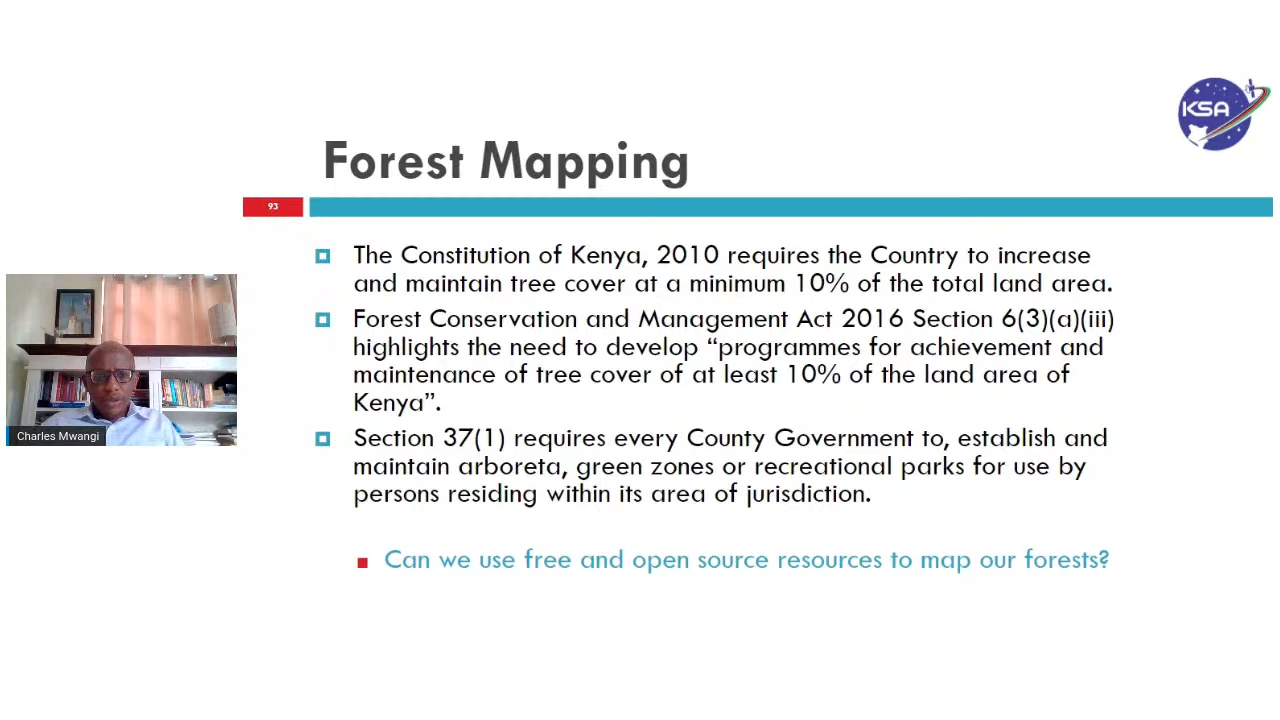 KSA
Forest Mapping
93
The Constitution of Kenya, 2010 requires the Country to increase
and maintain tree cover at a minimum 10% of the total land area.
Forest Conservation and Management Act 2016 Section 6(3)(a)(iii)
highlights the need to develop “programmes for achievement and
maintenance of tree cover of at least 10% of the land area of
Kenya”.
Section 37(1) requires every County Government to, establish and
maintain arboreta, green zones or recreational parks for use by
persons residing within its area of jurisdiction.
Can we use free and open source resources to map our forests?
Charles Mwangi